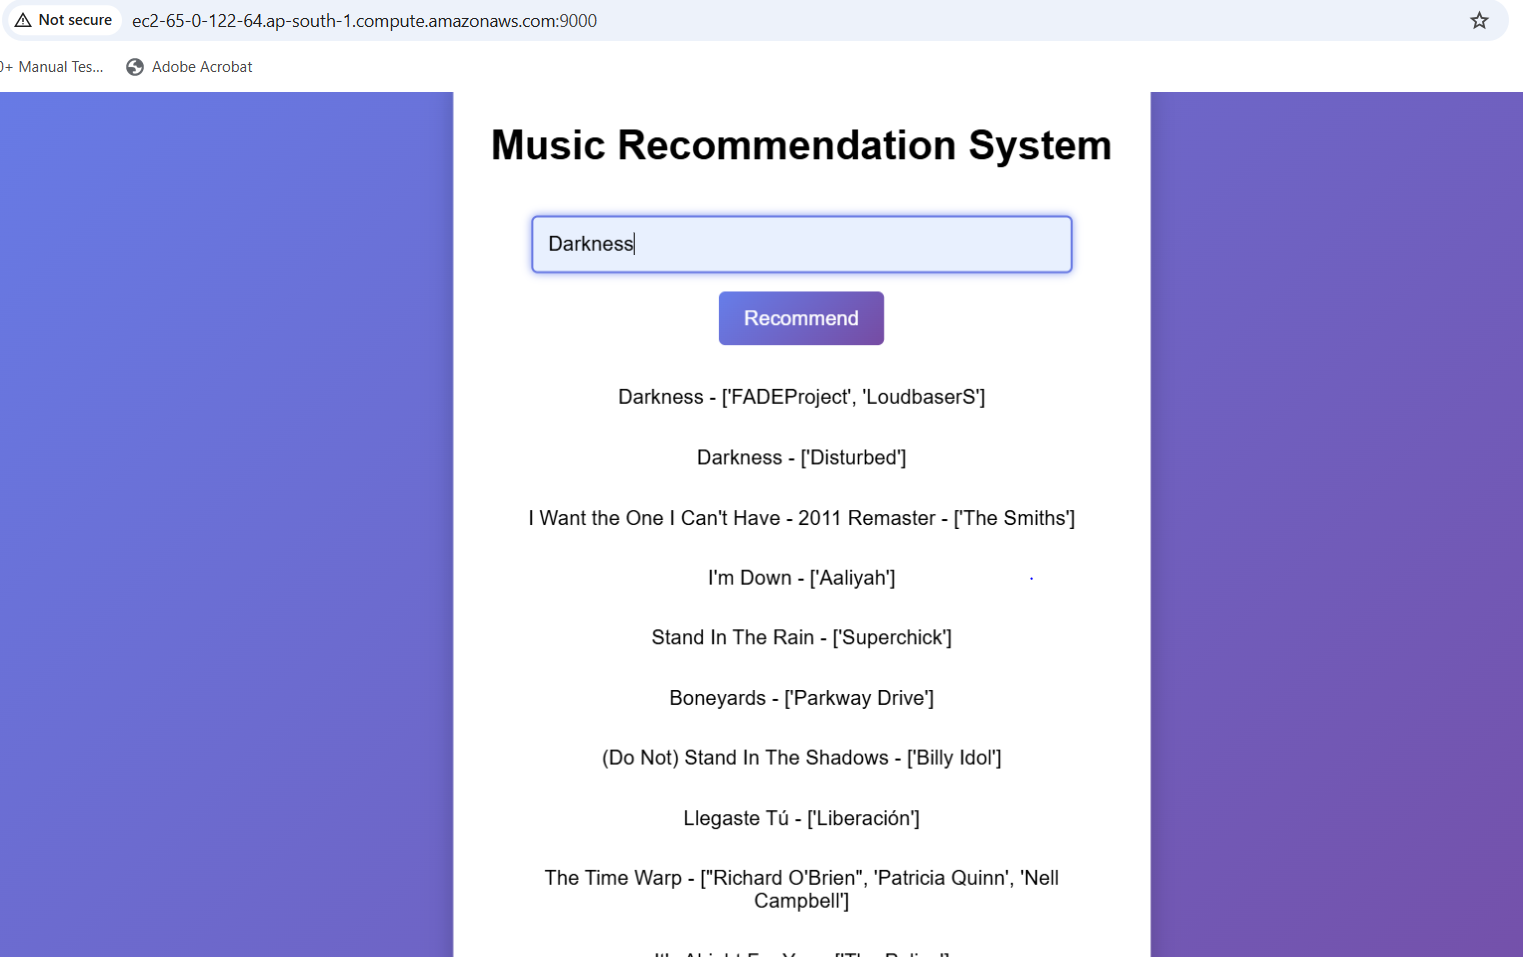 Not secure ec2-65-0-122-64.ap-south-1.compute.amazonaws.com:9000
0+ Manual Tes... Adobe Acrobat
Music Recommendation System
Darkness
Recommend
Darkness - ['FADEProject', 'LoudbaserS']
Darkness - ['Disturbed']
I Want the One I Can't Have - 2011 Remaster - ['The Smiths']
I'm Down - ['Aaliyah']
Stand In The Rain - ['Superchick']
Boneyards - ['Parkway Drive']
(Do Not) Stand In The Shadows - ['Billy Idol']
Llegaste Tú - ['Liberación']
The Time Warp - ["Richard O'Brien", 'Patricia Quinn', 'Nell
Campbell']